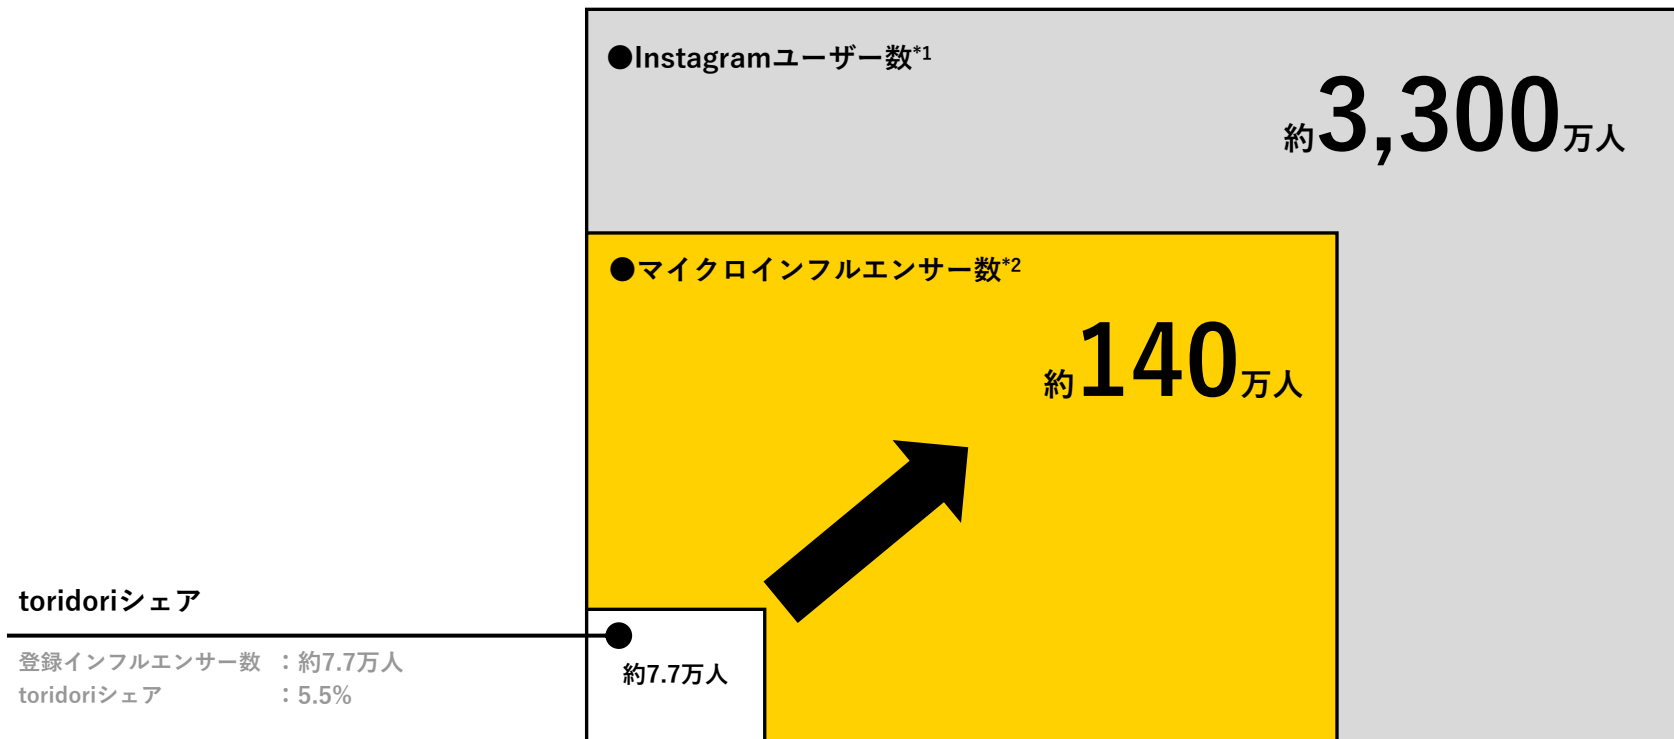 ●Instagramユーザー数*1
約3,300万人
●マイクロインフルエンサー数*2
約140万人
toridoriシェア
登録インフルエンサー数 ：約7.7万人
toridoriシェア ：5.5%
約7.7万人